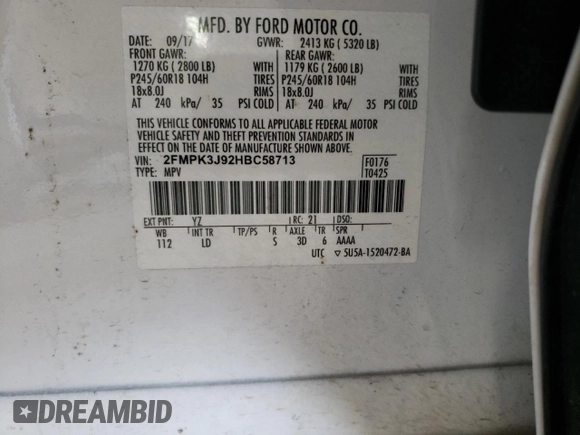 MFD. BY FORD MOTOR CO.
DATE: 09/17 GVWR: 2413 KG ( 5320 LB)
FRONT GAWR: REAR GAWR:
1270 KG ( 2800 LB) WITH 1179 KG ( 2600 LB) WITH
P245/60R18 104H TIRES P245/60R18 104H TIRES
18x8.0J RIMS 18x8.0J RIMS
AT 240 kPa/ 35 PSI COLD AT 240 kPa/ 35 PSI COLD
THIS VEHICLE CONFORMS TO ALL APPLICABLE FEDERAL MOTOR
VEHICLE SAFETY AND THEFT PREVENTION STANDARDS IN
EFFECT ON THE DATE OF MANUFACTURE SHOWN ABOVE.
VIN: 2FMPK3J92HBC58713 F0176
TYPE: MPV T0425
EXT PNT: YZ RC: 21 DSO:
WB INT TR TP/PS R AXLE TR SPR
112 LD S 3D 6 AAAA
UTC ▽ 5U5A-1520472-BA
DREAMBID